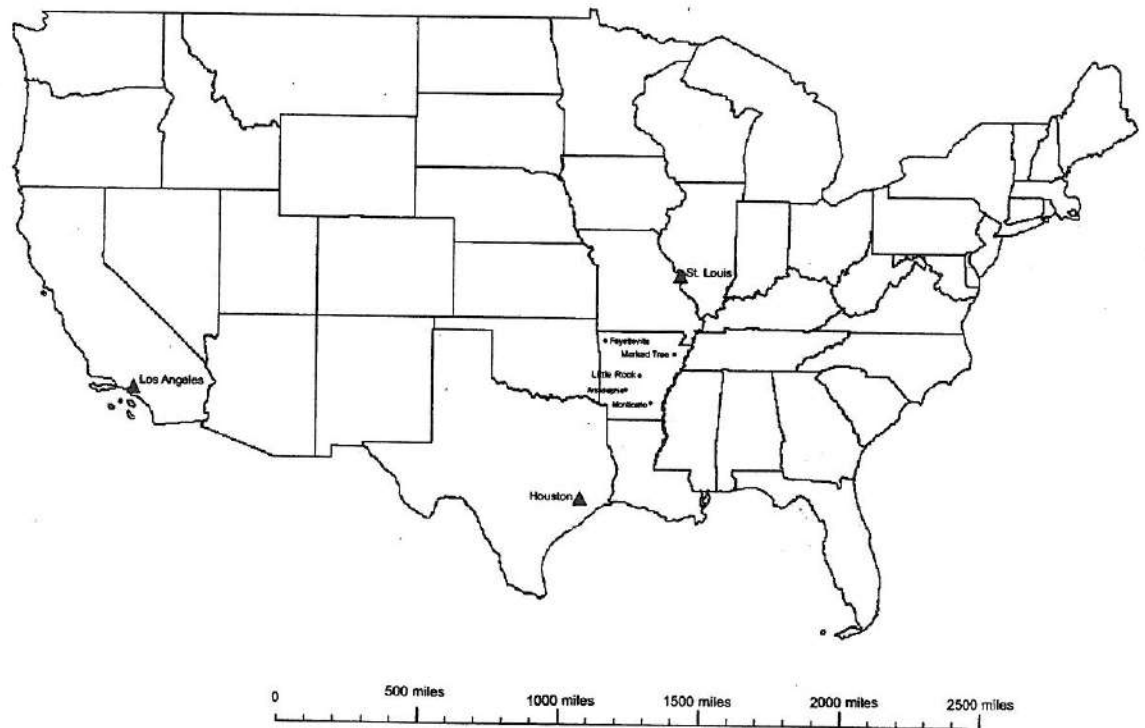 St. Louis
Fayetteville
Marked Tree
Los Angeles
Little Rock
Arkadelphia
Monticello
Houston
0
500 miles
1000 miles
1500 miles
2000 miles
2500 miles